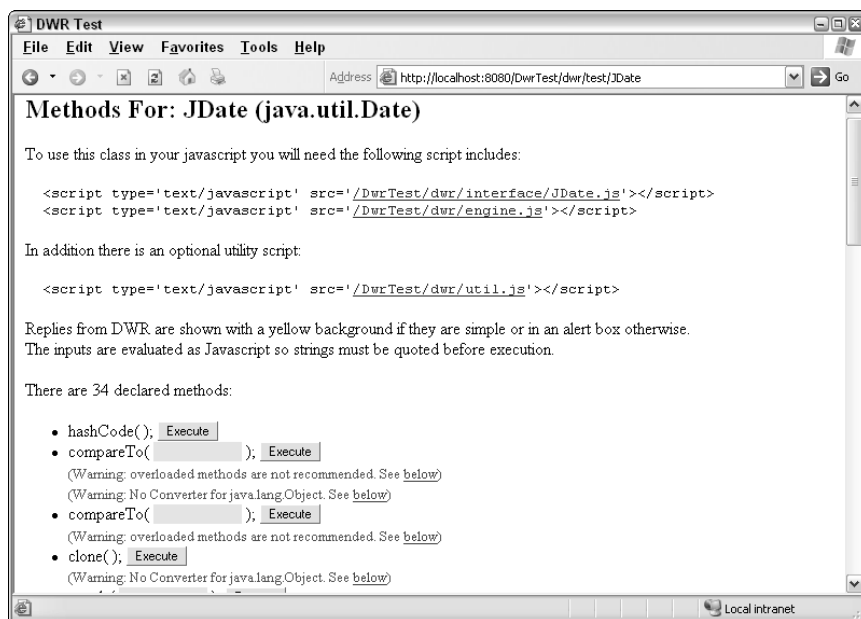 DWR Test
File Edit View Favorites Tools Help
Address http://localhost:8080/DwrTest/dwr/test/JDate Go
Methods For: JDate (java.util.Date)
To use this class in your javascript you will need the following script includes:
<script type='text/javascript' src='/DwrTest/dwr/interface/JDate.js'></script>
<script type='text/javascript' src='/DwrTest/dwr/engine.js'></script>
In addition there is an optional utility script:
<script type='text/javascript' src='/DwrTest/dwr/util.js'></script>
Replies from DWR are shown with a yellow background if they are simple or in an alert box otherwise.
The inputs are evaluated as Javascript so strings must be quoted before execution.
There are 34 declared methods:
• hashCode( ); Execute
• compareTo( ); Execute
(Warning: overloaded methods are not recommended. See below)
(Warning: No Converter for java.lang.Object. See below)
• compareTo( ); Execute
(Warning: overloaded methods are not recommended. See below)
• clone( ); Execute
(Warning: No Converter for java.lang.Object. See below)
Local intranet